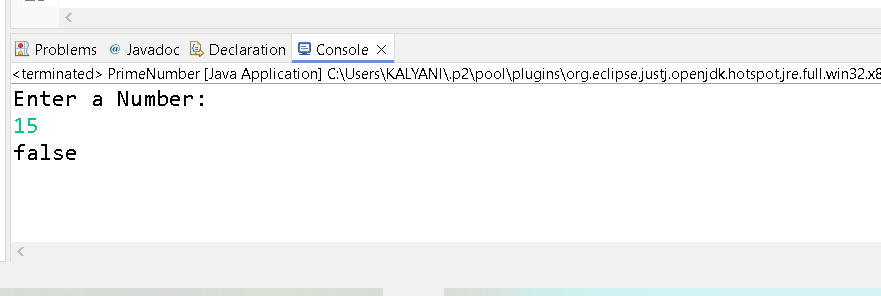 Problems @ Javadoc Declaration Console
<terminated> PrimeNumber [Java Application] C:\Users\KALYANI\.p2\pool\plugins\org.eclipse.justj.openjdk.hotspot.jre.full.win32.x8
Enter a Number:
15
false